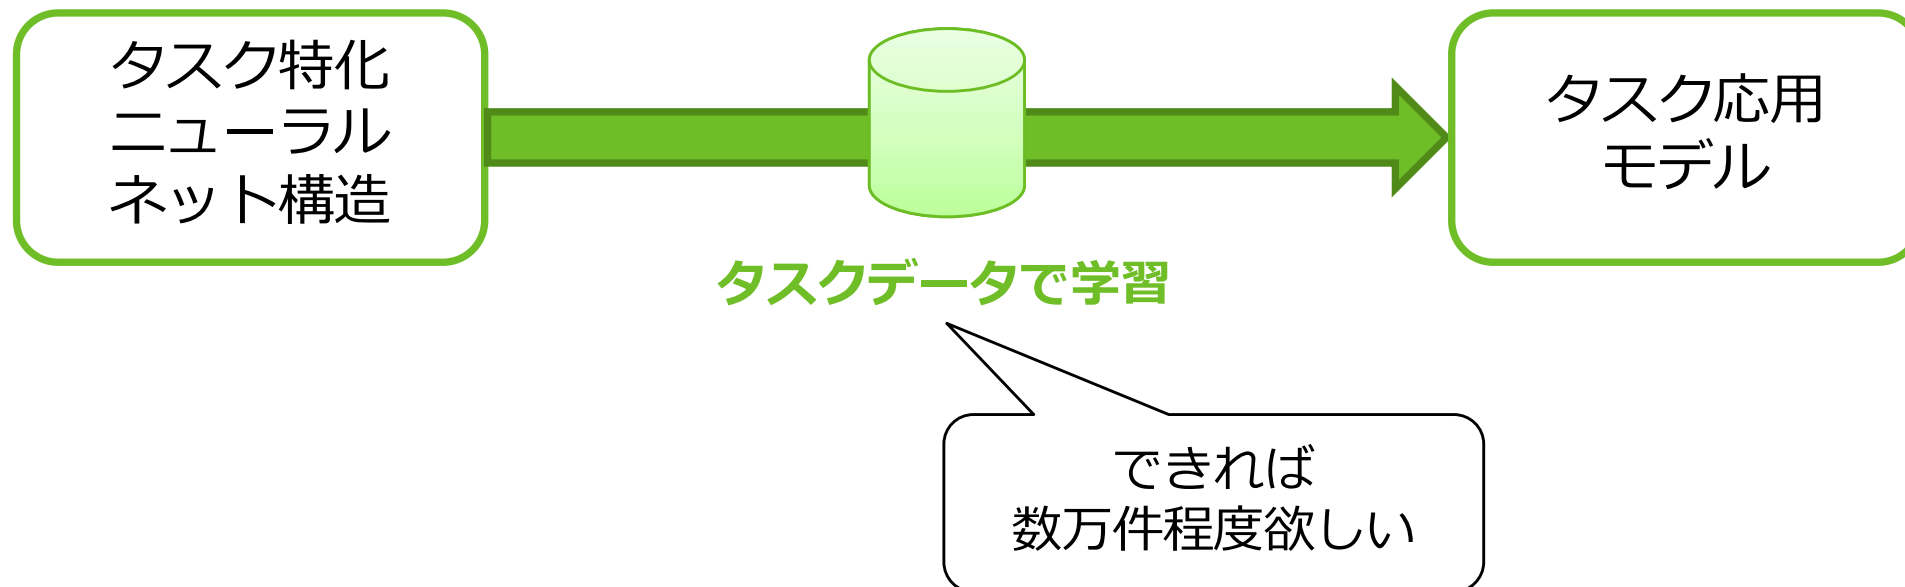 タスク特化
ニューラル
ネット構造
タスク応用
モデル
タスクデータで学習
できれば
数万件程度欲しい